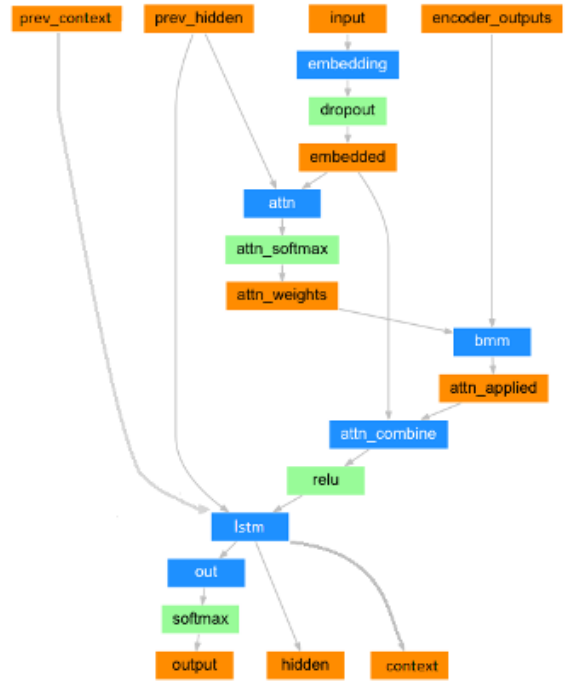 prev_context
prev_hidden
input
encoder_outputs
embedding
dropout
embedded
attn
attn_softmax
attn_weights
bmm
attn_applied
attn_combine
relu
lstm
out
softmax
output
hidden
context